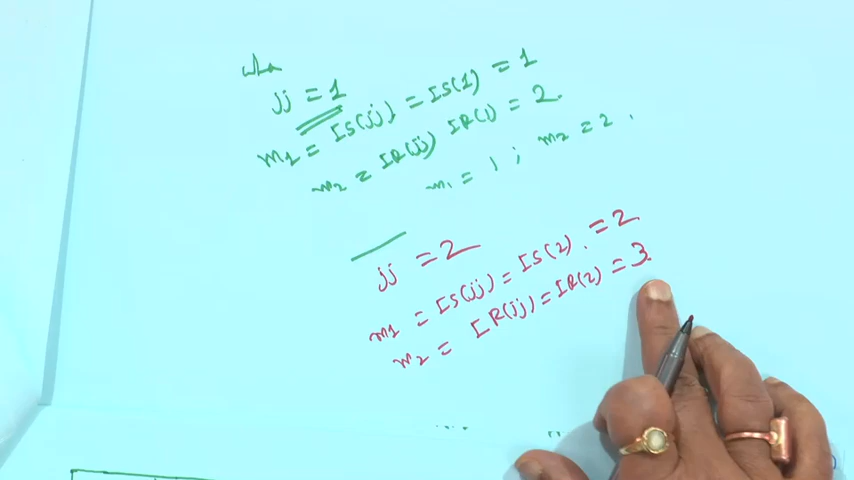 when
jj = 1
m1 = IS(jj) = IS(1) = 1
m2 = IR(jj) IR(1) = 2
m1 = 1 ; m2 = 2 .
jj = 2
m1 = IS(jj) = IS(2) . = 2
m2 = IR(jj) = IR(2) = 3